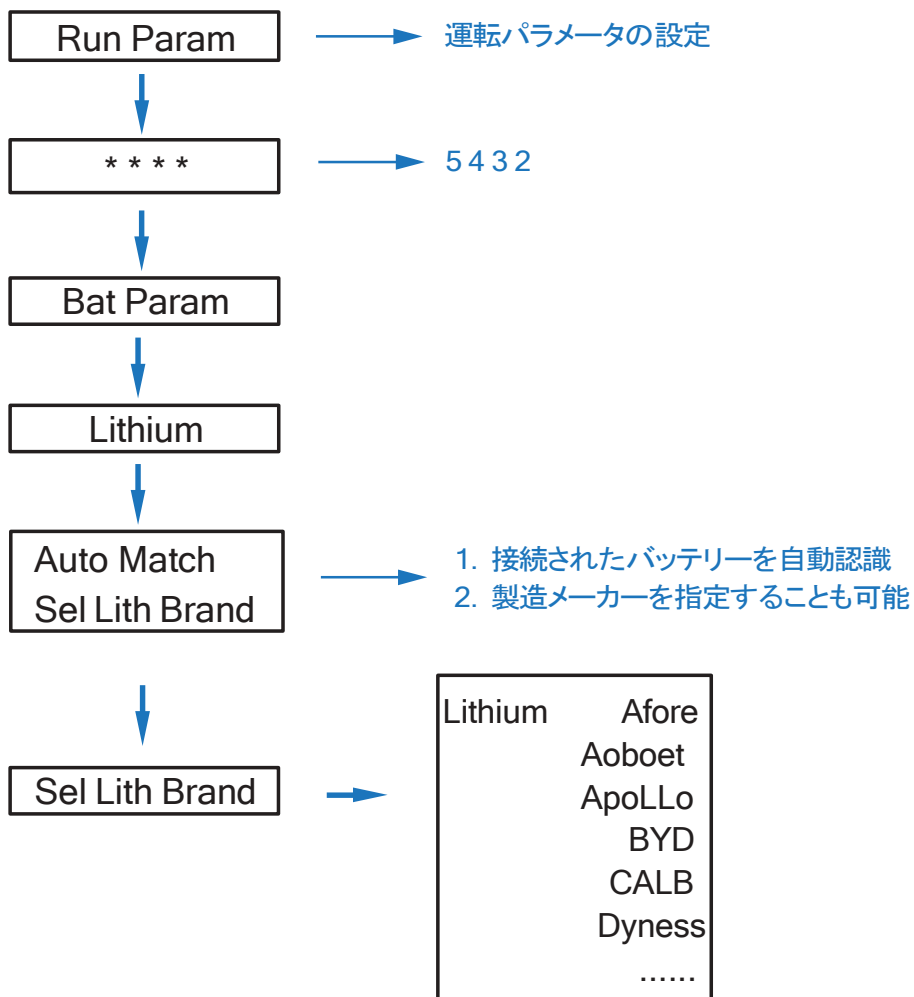 Run Param
運転パラメータの設定
* * * *
5 4 3 2
Bat Param
Lithium
Auto Match
Sel Lith Brand
1. 接続されたバッテリーを自動認識
2. 製造メーカーを指定することも可能
Sel Lith Brand
Lithium Afore
Aoboet
ApoLLo
BYD
CALB
Dyness
......